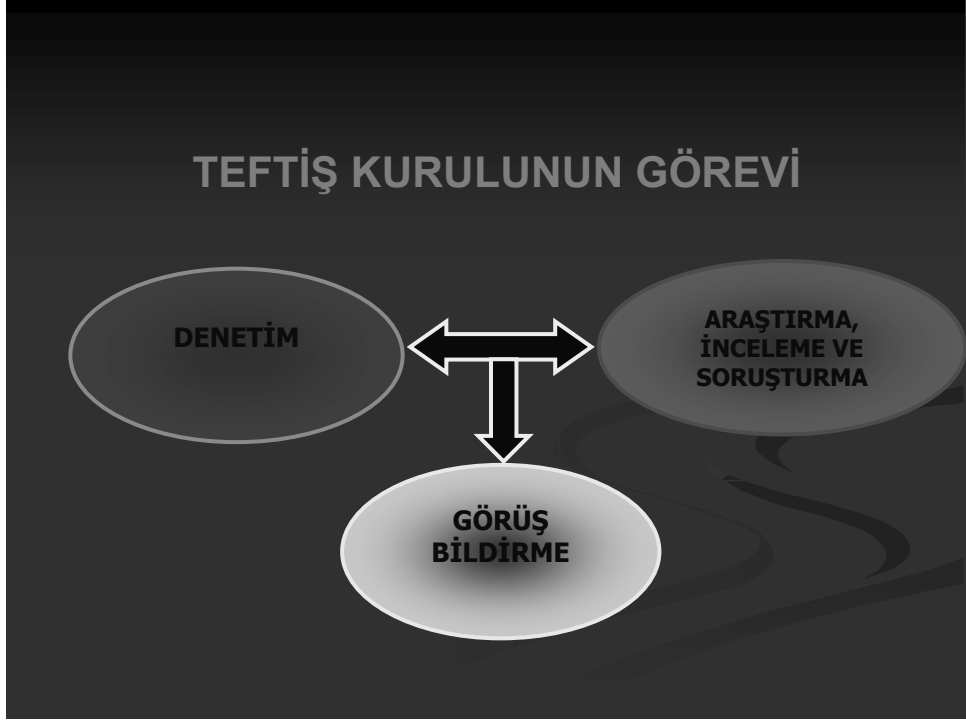 TEFTİŞ KURULUNUN GÖREVİ
DENETİM
ARAŞTIRMA,
İNCELEME VE
SORUŞTURMA
GÖRÜŞ
BİLDİRME